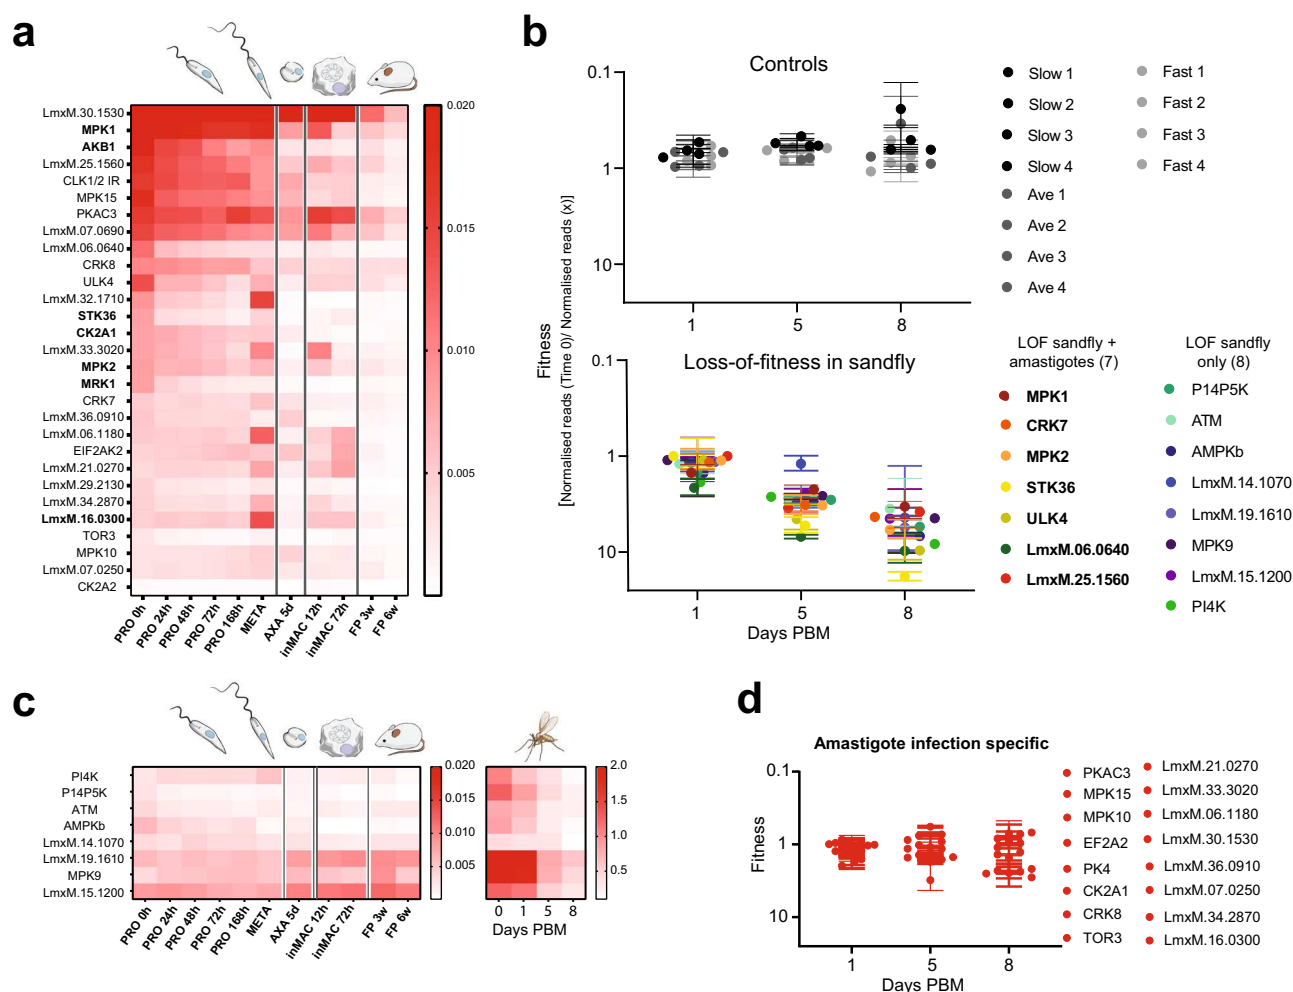 a
LmxM.30.1530
MPK1
AKB1
LmxM.25.1560
CLK1/2 IR
MPK15
PKAC3
LmxM.07.0690
LmxM.06.0640
CRK8
ULK4
LmxM.32.1710
STK36
CK2A1
LmxM.33.3020
MPK2
MRK1
CRK7
LmxM.36.0910
LmxM.06.1180
EIF2AK2
LmxM.21.0270
LmxM.29.2130
LmxM.34.2870
LmxM.16.0300
TOR3
MPK10
LmxM.07.0250
CK2A2
PRO 0h
PRO 24h
PRO 48h
PRO 72h
PRO 168h
META
AXA 5d
inMAC 12h
inMAC 72h
FP 3w
FP 6w
0.020
0.015
0.010
0.005
b
Fitness
[Normalised reads (Time 0)/ Normalised reads (x)]
Controls
0.1
1
10
1
5
8
Slow 1
Slow 2
Slow 3
Slow 4
Ave 1
Ave 2
Ave 3
Ave 4
Fast 1
Fast 2
Fast 3
Fast 4
Loss-of-fitness in sandfly
0.1
1
10
1
5
8
Days PBM
LOF sandfly +
amastigotes (7)
MPK1
CRK7
MPK2
STK36
ULK4
LmxM.06.0640
LmxM.25.1560
LOF sandfly
only (8)
P14P5K
ATM
AMPKb
LmxM.14.1070
LmxM.19.1610
MPK9
LmxM.15.1200
PI4K
c
PI4K
P14P5K
ATM
AMPKb
LmxM.14.1070
LmxM.19.1610
MPK9
LmxM.15.1200
PRO 0h
PRO 24h
PRO 48h
PRO 72h
PRO 168h
META
AXA 5d
inMAC 12h
inMAC 72h
FP 3w
FP 6w
0.020
0.015
0.010
0.005
0
1
5
8
Days PBM
2.0
1.5
1.0
0.5
d
Amastigote infection specific
Fitness
0.1
1
10
1
5
8
Days PBM
PKAC3
MPK15
MPK10
EF2A2
PK4
CK2A1
CRK8
TOR3
LmxM.21.0270
LmxM.33.3020
LmxM.06.1180
LmxM.30.1530
LmxM.36.0910
LmxM.07.0250
LmxM.34.2870
LmxM.16.0300